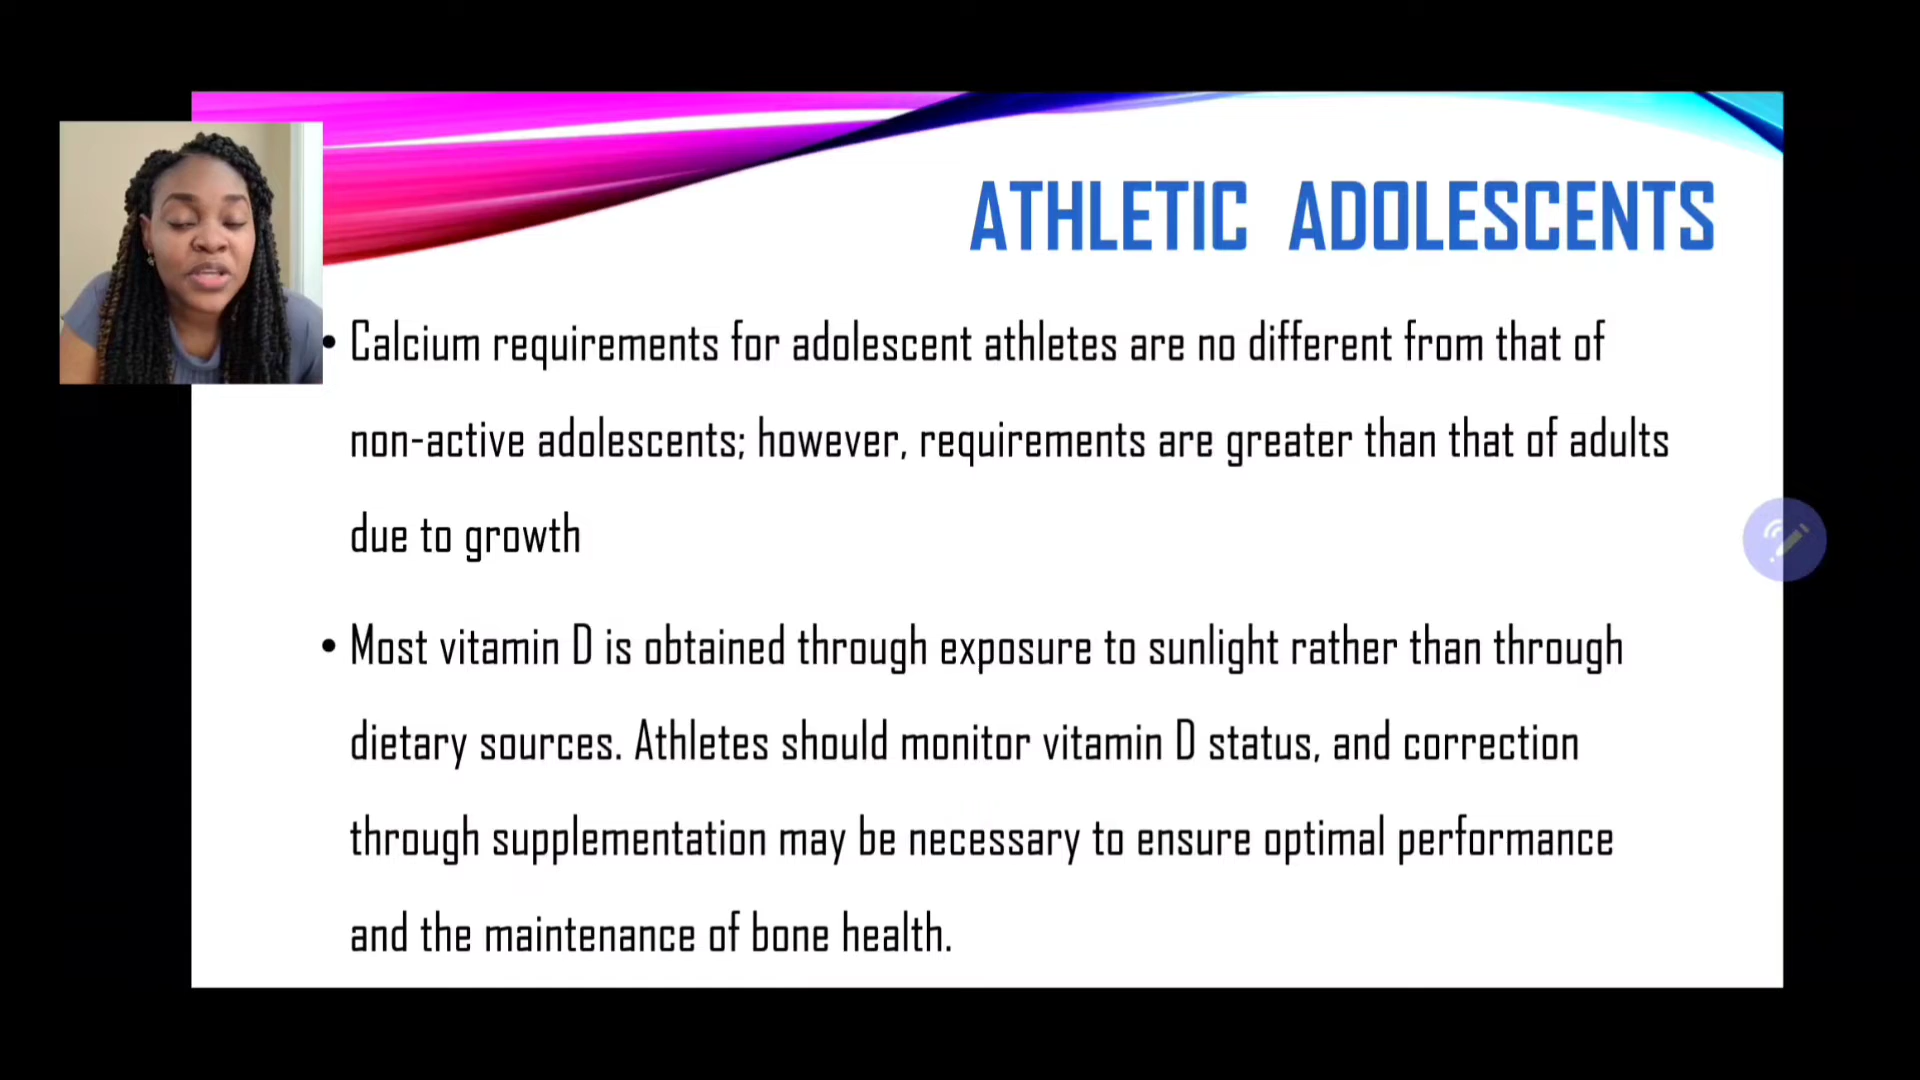 ATHLETIC ADOLESCENTS
• Calcium requirements for adolescent athletes are no different from that of
non-active adolescents; however, requirements are greater than that of adults
due to growth
• Most vitamin D is obtained through exposure to sunlight rather than through
dietary sources. Athletes should monitor vitamin D status, and correction
through supplementation may be necessary to ensure optimal performance
and the maintenance of bone health.